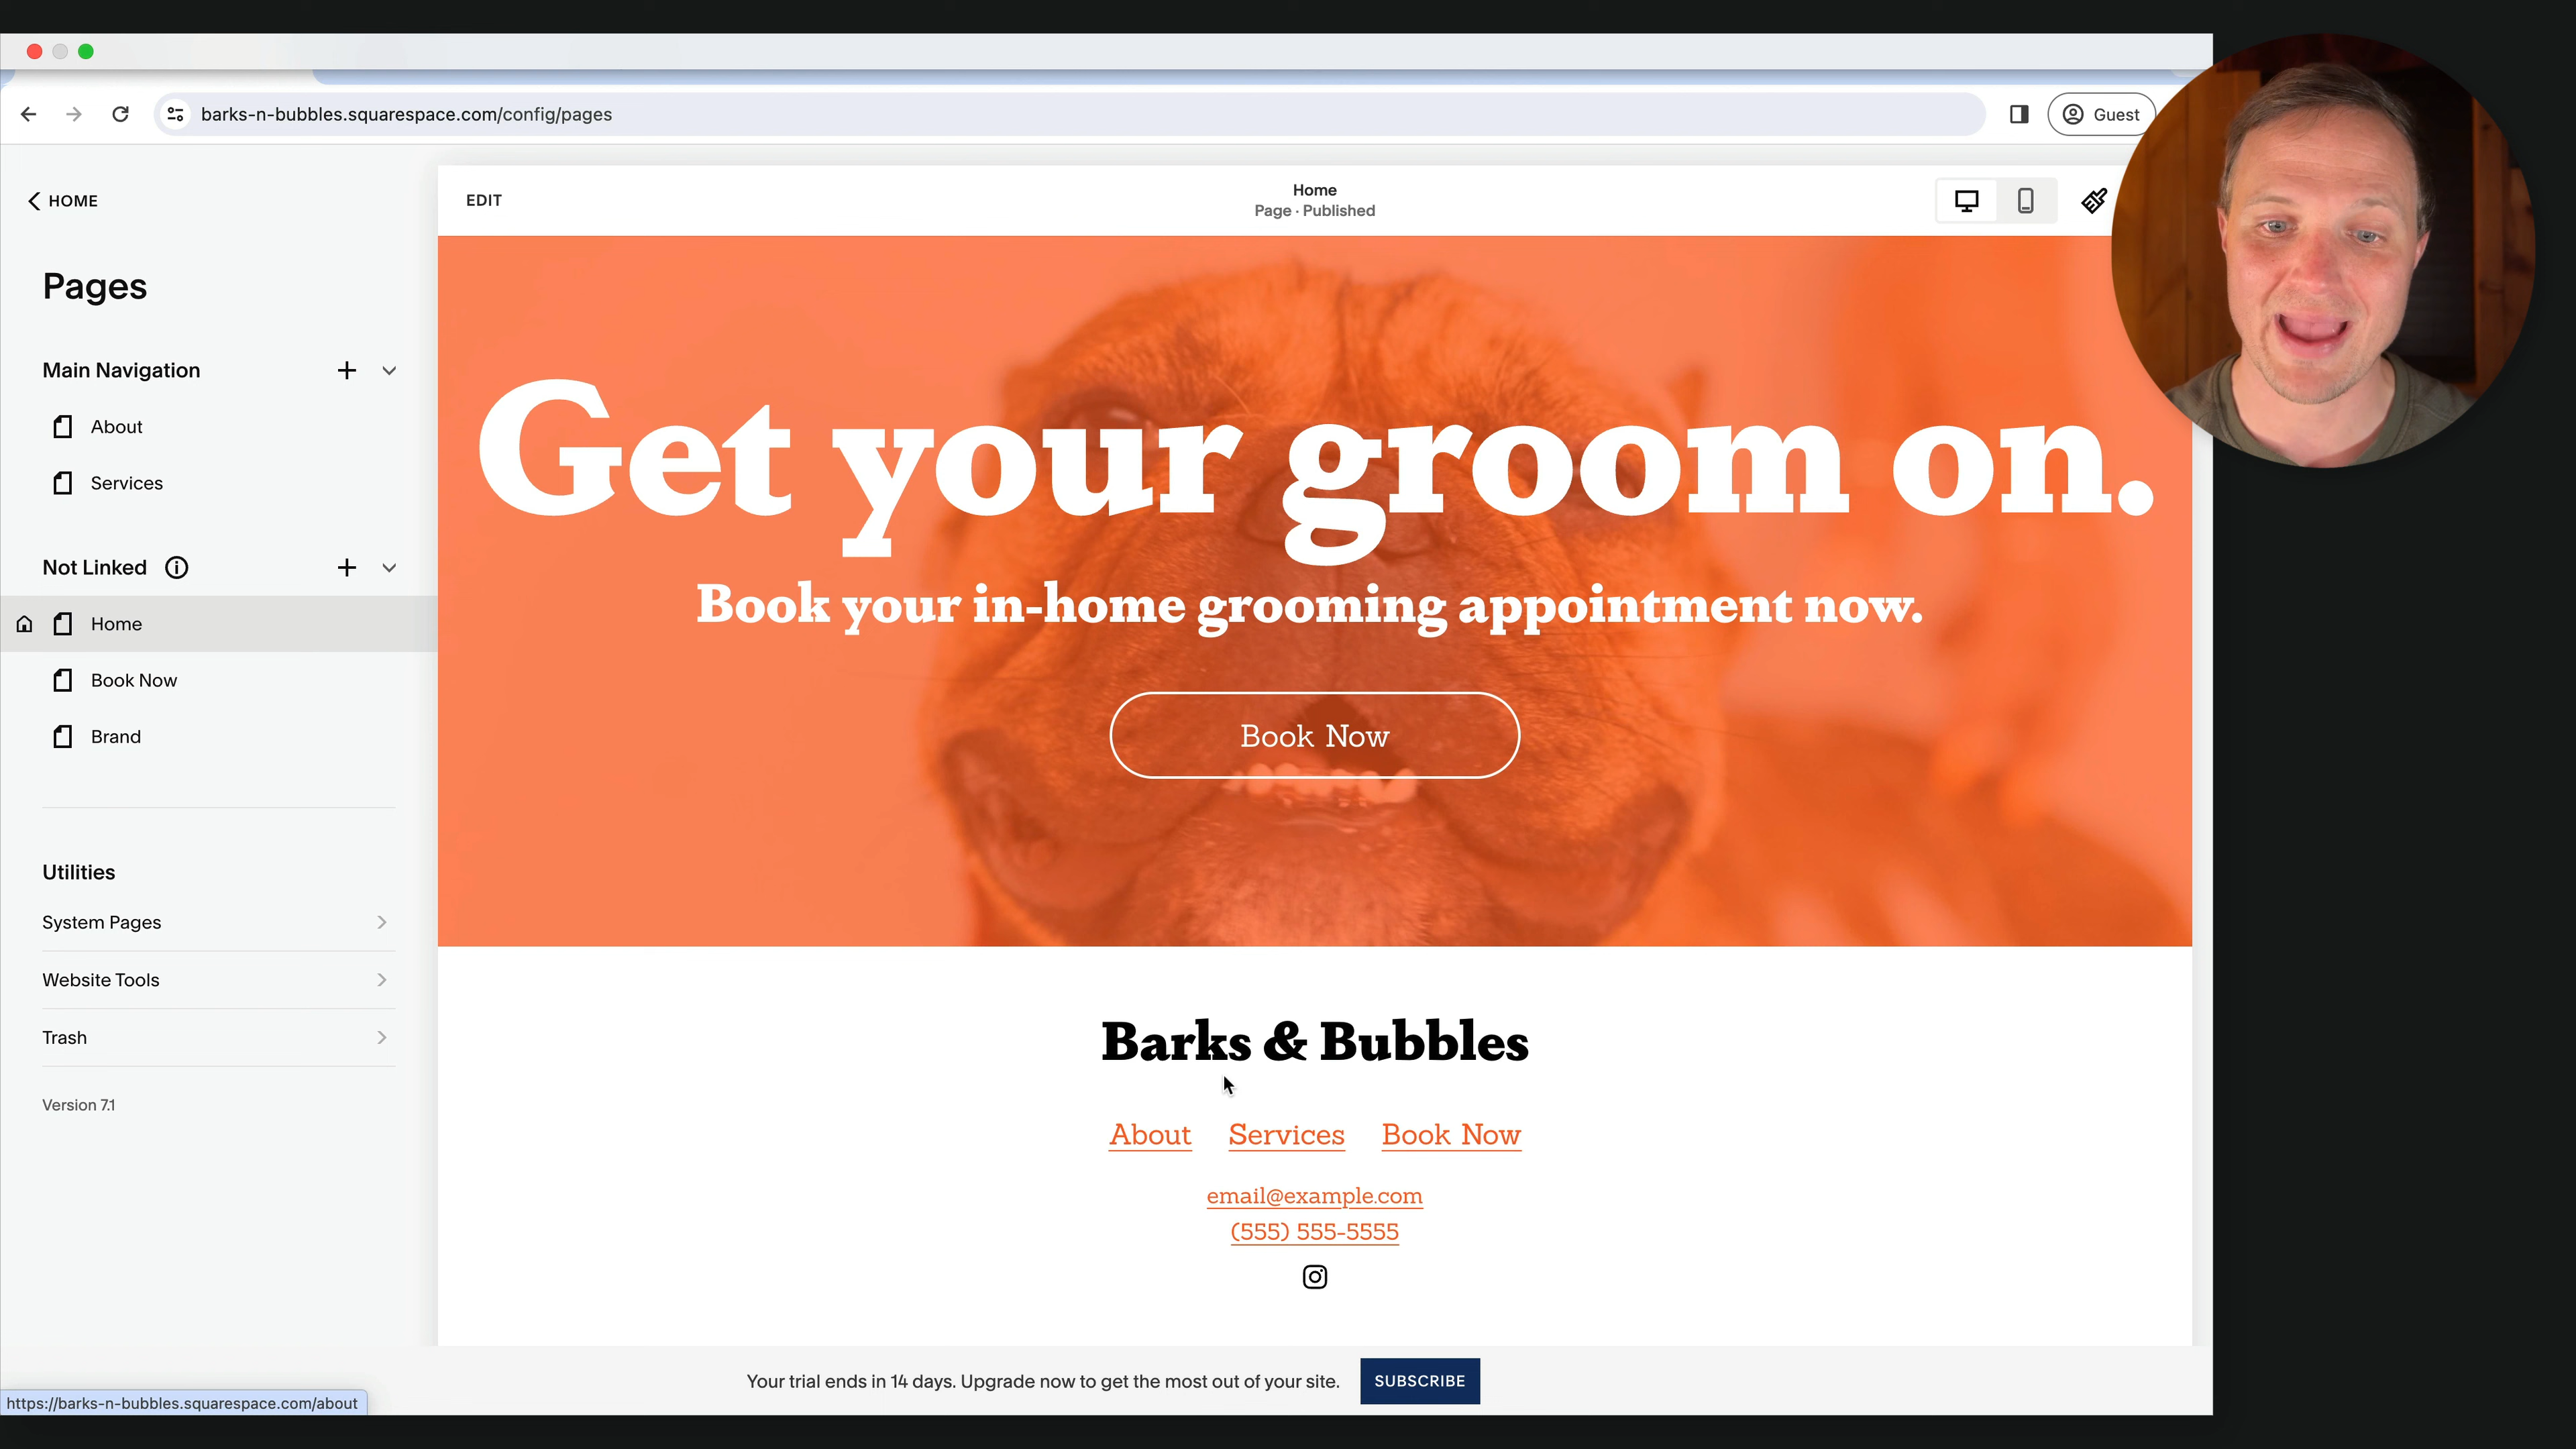 barks-n-bubbles.squarespace.com/config/pages
Guest
HOME
EDIT
Home
Page · Published
Pages
Main Navigation
About
Services
Not Linked
Home
Book Now
Brand
Utilities
System Pages
Website Tools
Trash
Version 7.1
Get your groom on.
Book your in-home grooming appointment now.
Book Now
Barks & Bubbles
About Services Book Now
email@example.com
(555) 555-5555
Your trial ends in 14 days. Upgrade now to get the most out of your site. SUBSCRIBE
https://barks-n-bubbles.squarespace.com/about